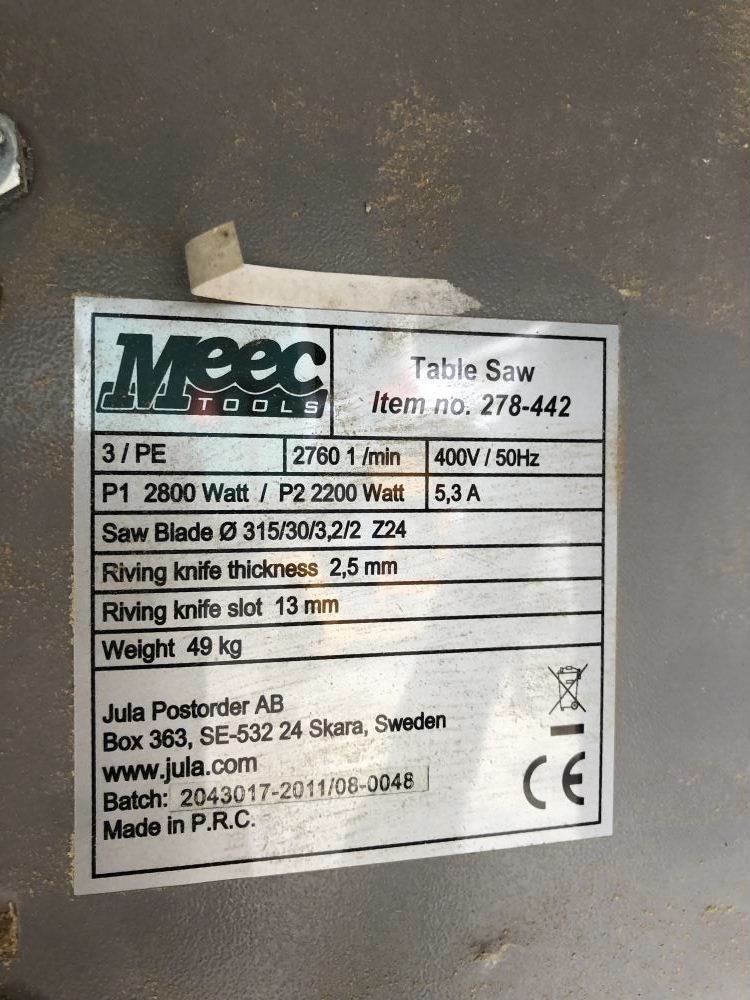 Meec
TOOLS
Table Saw
Item no. 278-442
3 / PE
2760 1 /min
400V / 50Hz
P1 2800 Watt / P2 2200 Watt
5,3 A
Saw Blade Ø 315/30/3,2/2 Z24
Riving knife thickness 2,5 mm
Riving knife slot 13 mm
Weight 49 kg
Jula Postorder AB
Box 363, SE-532 24 Skara, Sweden
www.jula.com
Batch: 2043017-2011/08-0048
Made in P.R.C.
CE